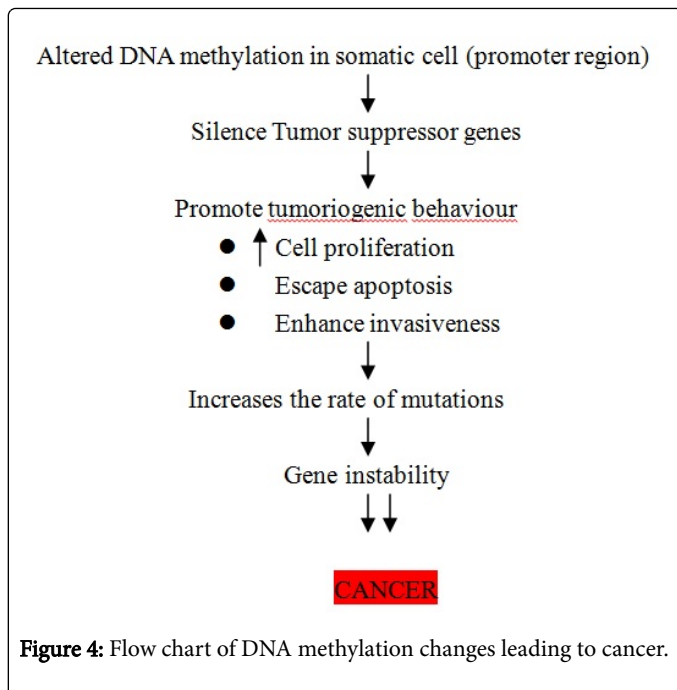 Altered DNA methylation in somatic cell (promoter region)
Silence Tumor suppressor genes
Promote tumoriogenic behaviour
● ↑ Cell proliferation
● Escape apoptosis
● Enhance invasiveness
Increases the rate of mutations
Gene instability
CANCER
Figure 4: Flow chart of DNA methylation changes leading to cancer.